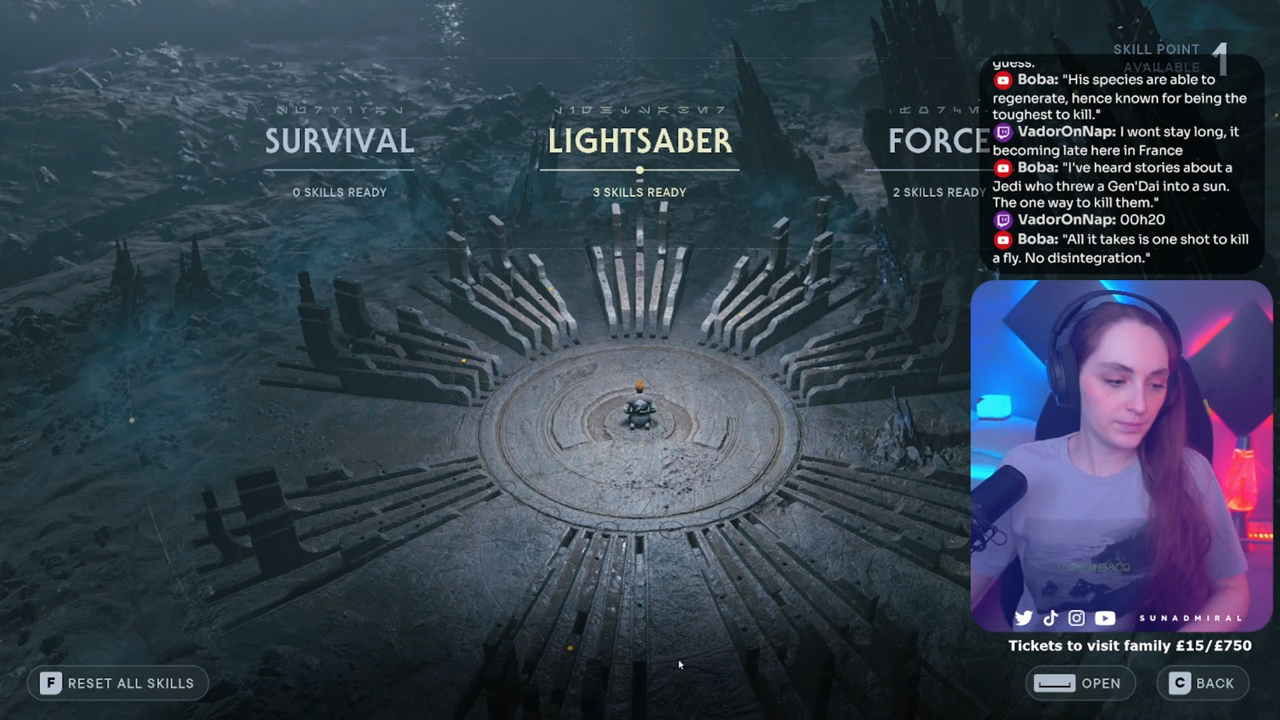 SKILL POINT
AVAILABLE
1
SURVIVAL
LIGHTSABER
FORCE
0 SKILLS READY
3 SKILLS READY
2 SKILLS READY
guess.
Boba: "His species are able to
regenerate, hence known for being the
toughest to kill."
VadorOnNap: I wont stay long, it
becoming late here in France
Boba: "I've heard stories about a
Jedi who threw a Gen'Dai into a sun.
The one way to kill them."
VadorOnNap: 00h20
Boba: "All it takes is one shot to kill
a fly. No disintegration."
SUNADMIRAL
Tickets to visit family £15/£750
F RESET ALL SKILLS
OPEN
C BACK